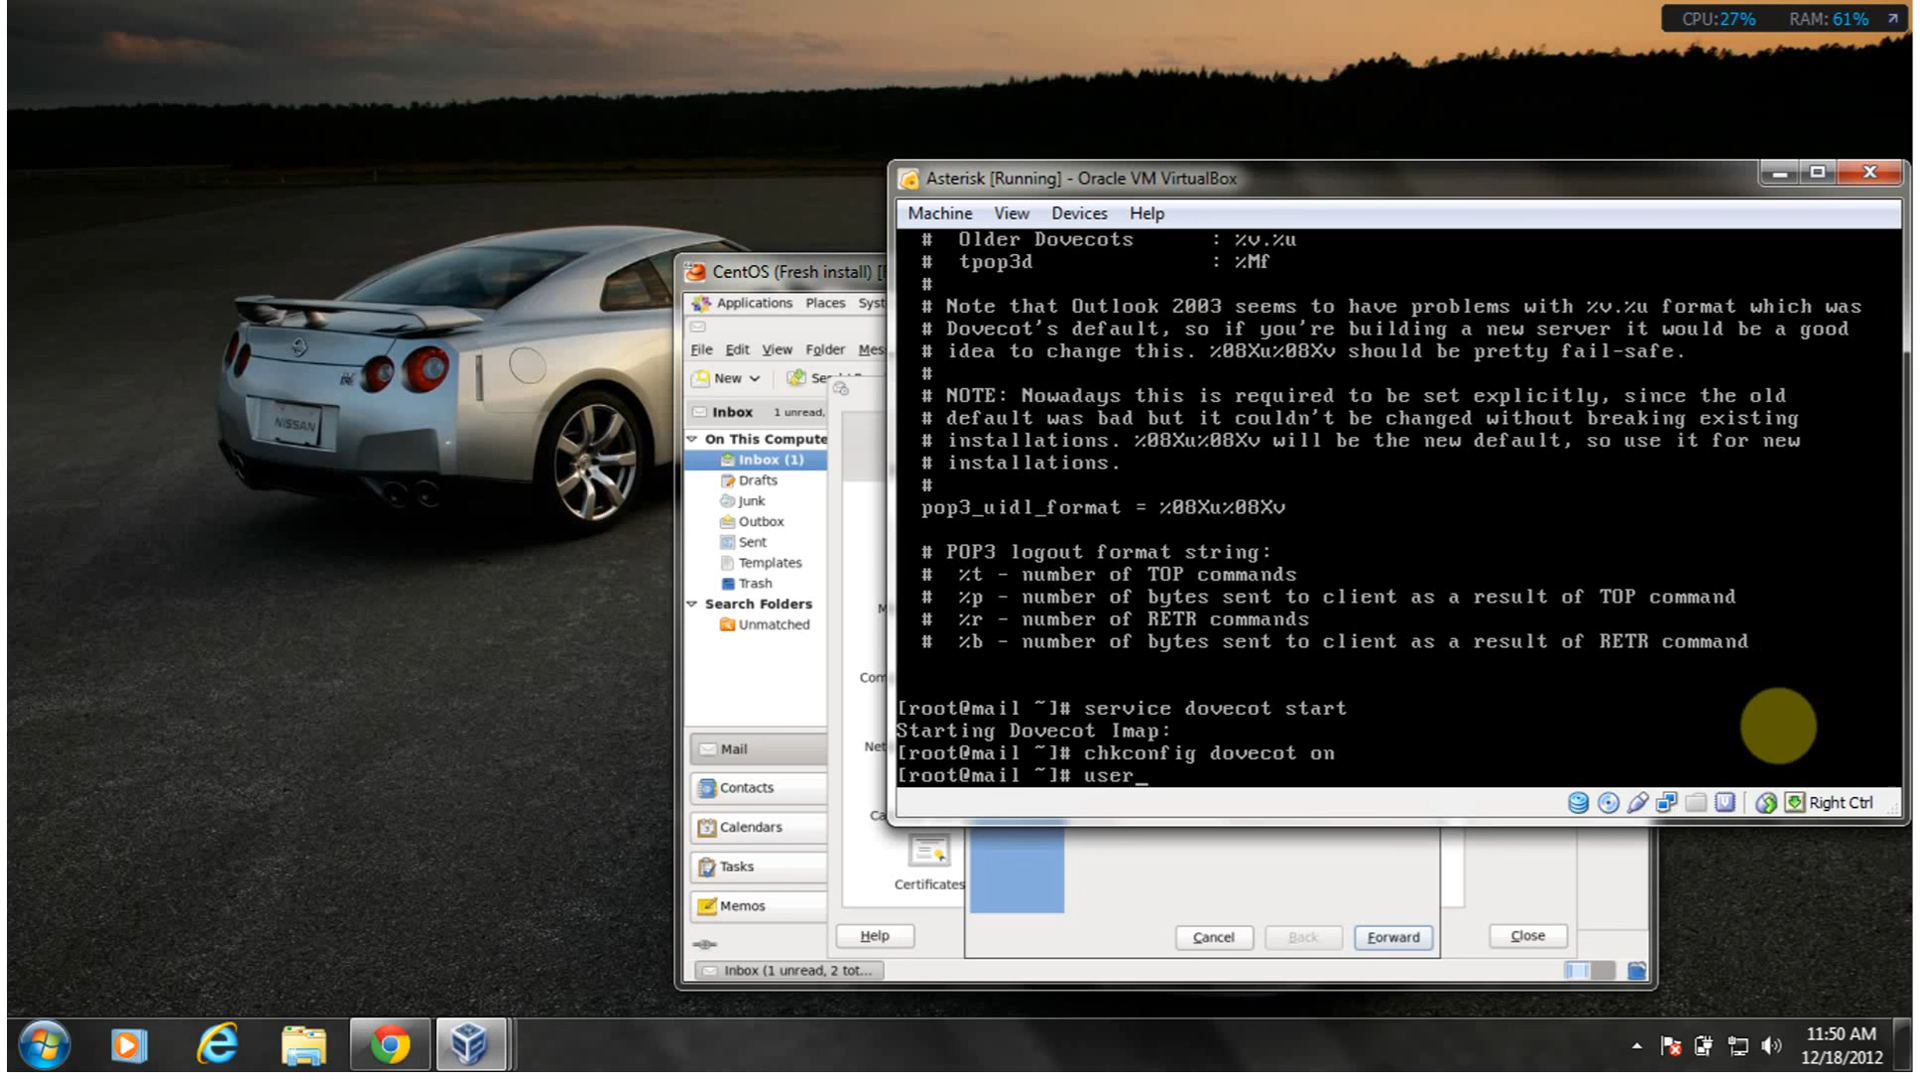 CPU:27% RAM: 61%
NISSAN
Asterisk [Running] - Oracle VM VirtualBox
Machine View Devices Help
# Older Dovecots : %v.%u
# tpop3d : %Mf
#
# Note that Outlook 2003 seems to have problems with %v.%u format which was
# Dovecot's default, so if you're building a new server it would be a good
# idea to change this. %08Xu%08Xv should be pretty fail-safe.
#
# NOTE: Nowadays this is required to be set explicitly, since the old
# default was bad but it couldn't be changed without breaking existing
# installations. %08Xu%08Xv will be the new default, so use it for new
# installations.
#
pop3_uidl_format = %08Xu%08Xv
# POP3 logout format string:
# %t - number of TOP commands
# %p - number of bytes sent to client as a result of TOP command
# %r - number of RETR commands
# %b - number of bytes sent to client as a result of RETR command
[root@mail ~]# service dovecot start
Starting Dovecot Imap:
[root@mail ~]# chkconfig dovecot on
[root@mail ~]# user_
Right Ctrl
CentOS (Fresh install) [
Applications Places Syst
File Edit View Folder Mes
New
Inbox 1 unread,
On This Compute
Inbox (1)
Drafts
Junk
Outbox
Sent
Templates
Trash
Search Folders
Unmatched
Com
Net
Ca
Mail
Contacts
Calendars
Tasks
Memos
Certificates
Help
Cancel Back Forward
Close
Inbox (1 unread, 2 tot...
11:50 AM
12/18/2012